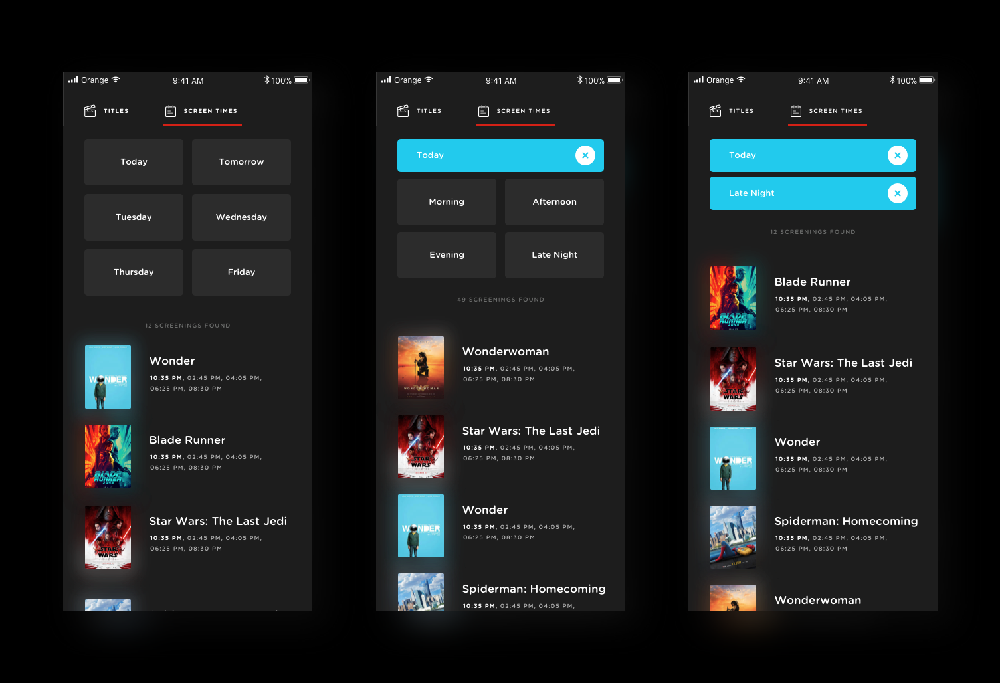 Orange 9:41 AM 100%
TITLES SCREEN TIMES
Today Tomorrow
Tuesday Wednesday
Thursday Friday
12 SCREENINGS FOUND
WONDER
Wonder
10:35 PM, 02:45 PM, 04:05 PM,
06:25 PM, 08:30 PM
BLADE
RUNNER
2049
Blade Runner
10:35 PM, 02:45 PM, 04:05 PM,
06:25 PM, 08:30 PM
STAR
WARS
Star Wars: The Last Jedi
10:35 PM, 02:45 PM, 04:05 PM,
06:25 PM, 08:30 PM
Orange 9:41 AM 100%
TITLES SCREEN TIMES
Today
Morning Afternoon
Evening Late Night
49 SCREENINGS FOUND
WONDER WOMAN
Wonderwoman
10:35 PM, 02:45 PM, 04:05 PM,
06:25 PM, 08:30 PM
STAR
WARS
Star Wars: The Last Jedi
10:35 PM, 02:45 PM, 04:05 PM,
06:25 PM, 08:30 PM
WONDER
Wonder
10:35 PM, 02:45 PM, 04:05 PM,
06:25 PM, 08:30 PM
Spiderman: Homecoming
10:35 PM, 02:45 PM, 04:05 PM,
Orange 9:41 AM 100%
TITLES SCREEN TIMES
Today
Late Night
12 SCREENINGS FOUND
BLADE
RUNNER
2049
Blade Runner
10:35 PM, 02:45 PM, 04:05 PM,
06:25 PM, 08:30 PM
STAR
WARS
Star Wars: The Last Jedi
10:35 PM, 02:45 PM, 04:05 PM,
06:25 PM, 08:30 PM
WONDER
Wonder
10:35 PM, 02:45 PM, 04:05 PM,
06:25 PM, 08:30 PM
Spiderman: Homecoming
10:35 PM, 02:45 PM, 04:05 PM,
06:25 PM, 08:30 PM
Wonderwoman